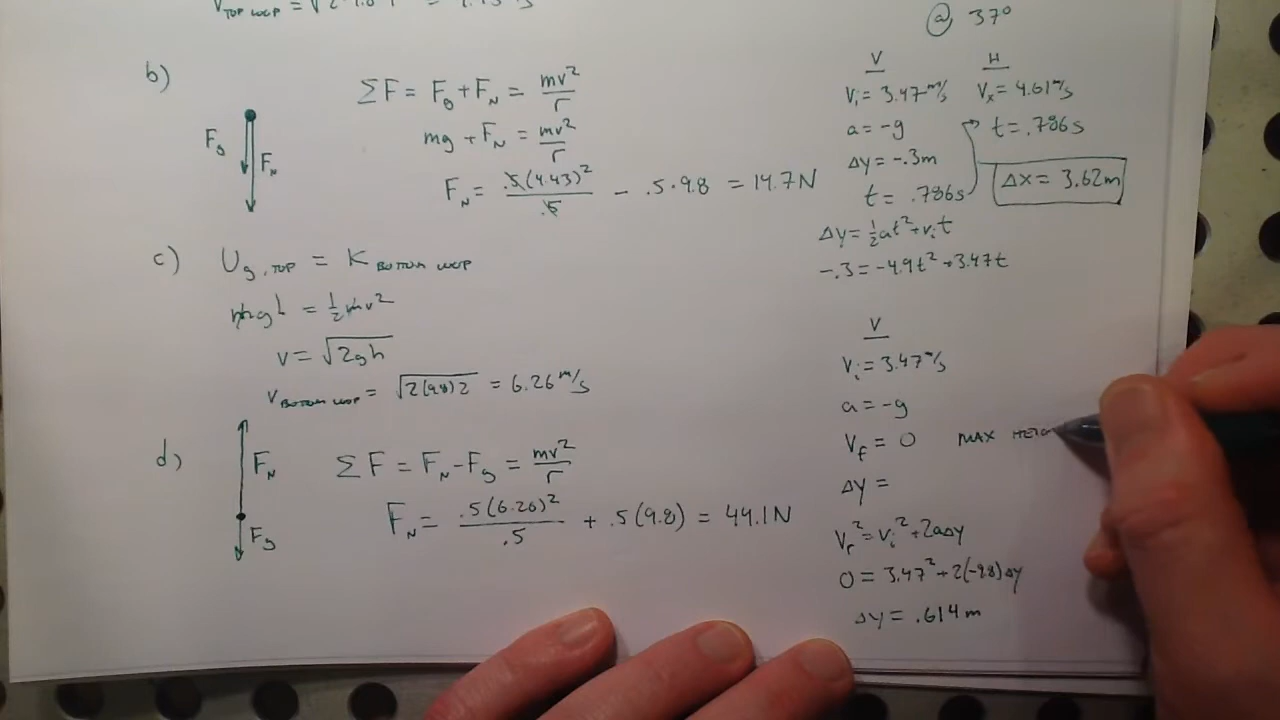 b)
ΣF = Fg + FN = mv²/r
mg + FN = mv²/r
FN = .5(4.43)²/.5 - .5·9.8 = 14.7N
Fg
FN
c) Ug,TOP = K BOTTOM LOOP
mgh = ½mv²
v = √2gh
V BOTTOM LOOP = √2(9.8)2 = 6.26 m/s
d)
FN
Fg
ΣF = FN - Fg = mv²/r
FN = .5(6.26)²/.5 + .5(9.8) = 44.1N
@ 37°
V H
Vi = 3.47 m/s Vx = 4.61 m/s
a = -g t = .786s
Δy = -.3m
t = .786s Δx = 3.62m
Δy = ½at² + vit
-.3 = -4.9t² + 3.47t
V
Vi = 3.47 m/s
a = -g
Vf = 0 MAX
Δy =
Vf² = Vi² + 2aΔy
0 = 3.47² + 2(-9.8)Δy
Δy = .614m